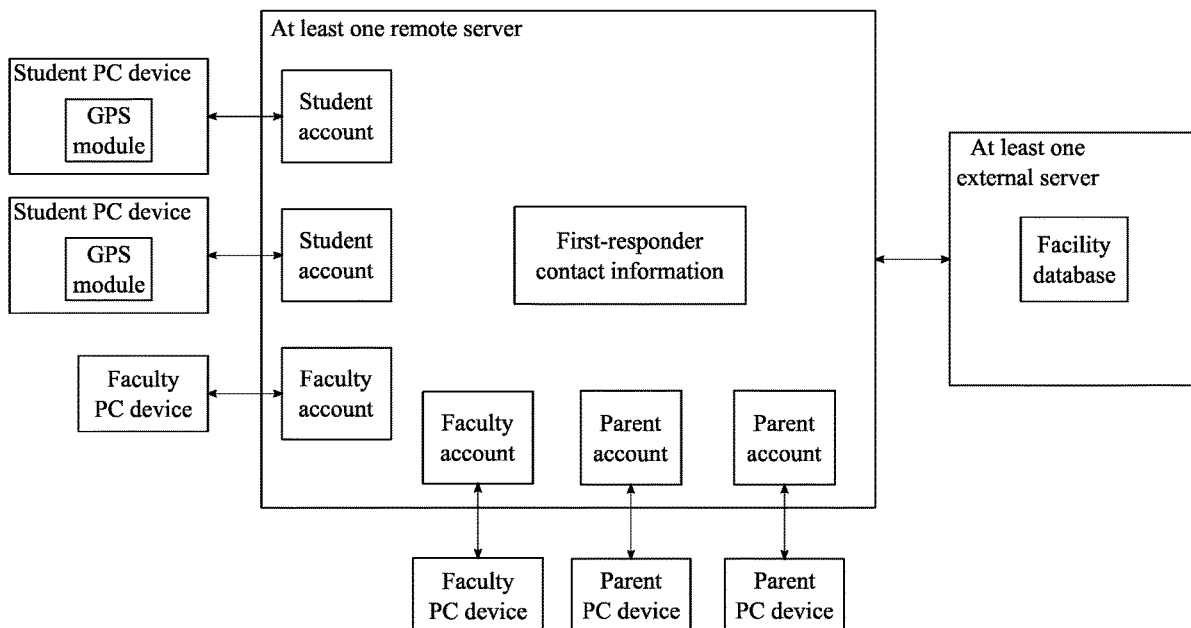 At least one remote server
Student PC device
GPS
module
Student
account
Student PC device
GPS
module
Student
account
First-responder
contact information
At least one
external server
Facility
database
Faculty
PC device
Faculty
account
Faculty
account
Parent
account
Parent
account
Faculty
PC device
Parent
PC device
Parent
PC device